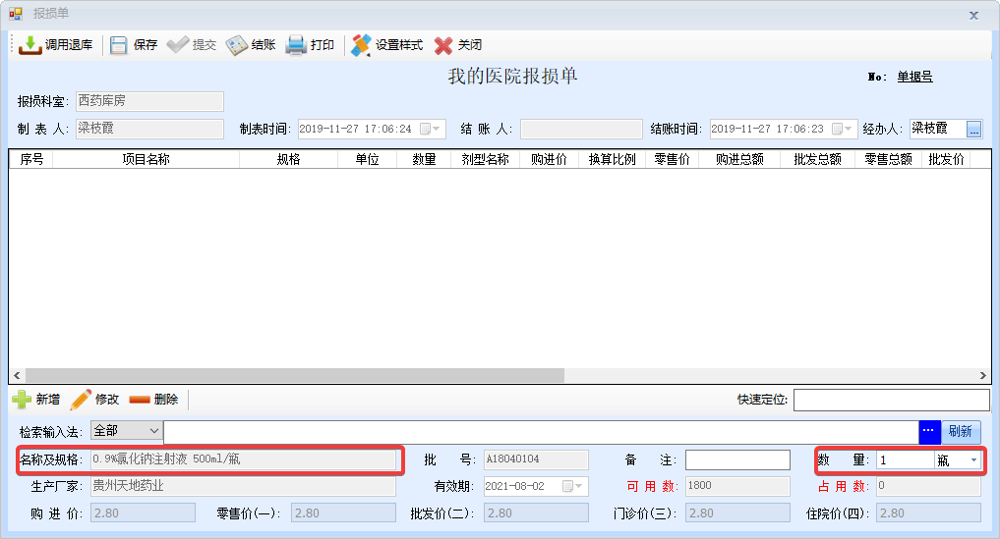 报损单
调用退库 保存 提交 结账 打印 设置样式 关闭
我的医院报损单 No: 单据号
报损科室: 西药库房
制 表 人: 梁枝霞 制表时间: 2019-11-27 17:06:24 结 账 人: 结账时间: 2019-11-27 17:06:23 经办人: 梁枝霞 ...
序号 项目名称 规格 单位 数量 剂型名称 购进价 换算比例 零售价 购进总额 批发总额 零售总额 批发价
新增 修改 删除 快速定位:
检索输入法: 全部 ... 刷新
名称及规格: 0.9%氯化钠注射液 500ml/瓶 批 号: A18040104 备 注: 数 量: 1 瓶
生产厂家: 贵州天地药业 有效期: 2021-08-02 可 用 数: 1800 占 用 数: 0
购 进 价: 2.80 零售价(一): 2.80 批发价(二): 2.80 门诊价(三): 2.80 住院价(四): 2.80